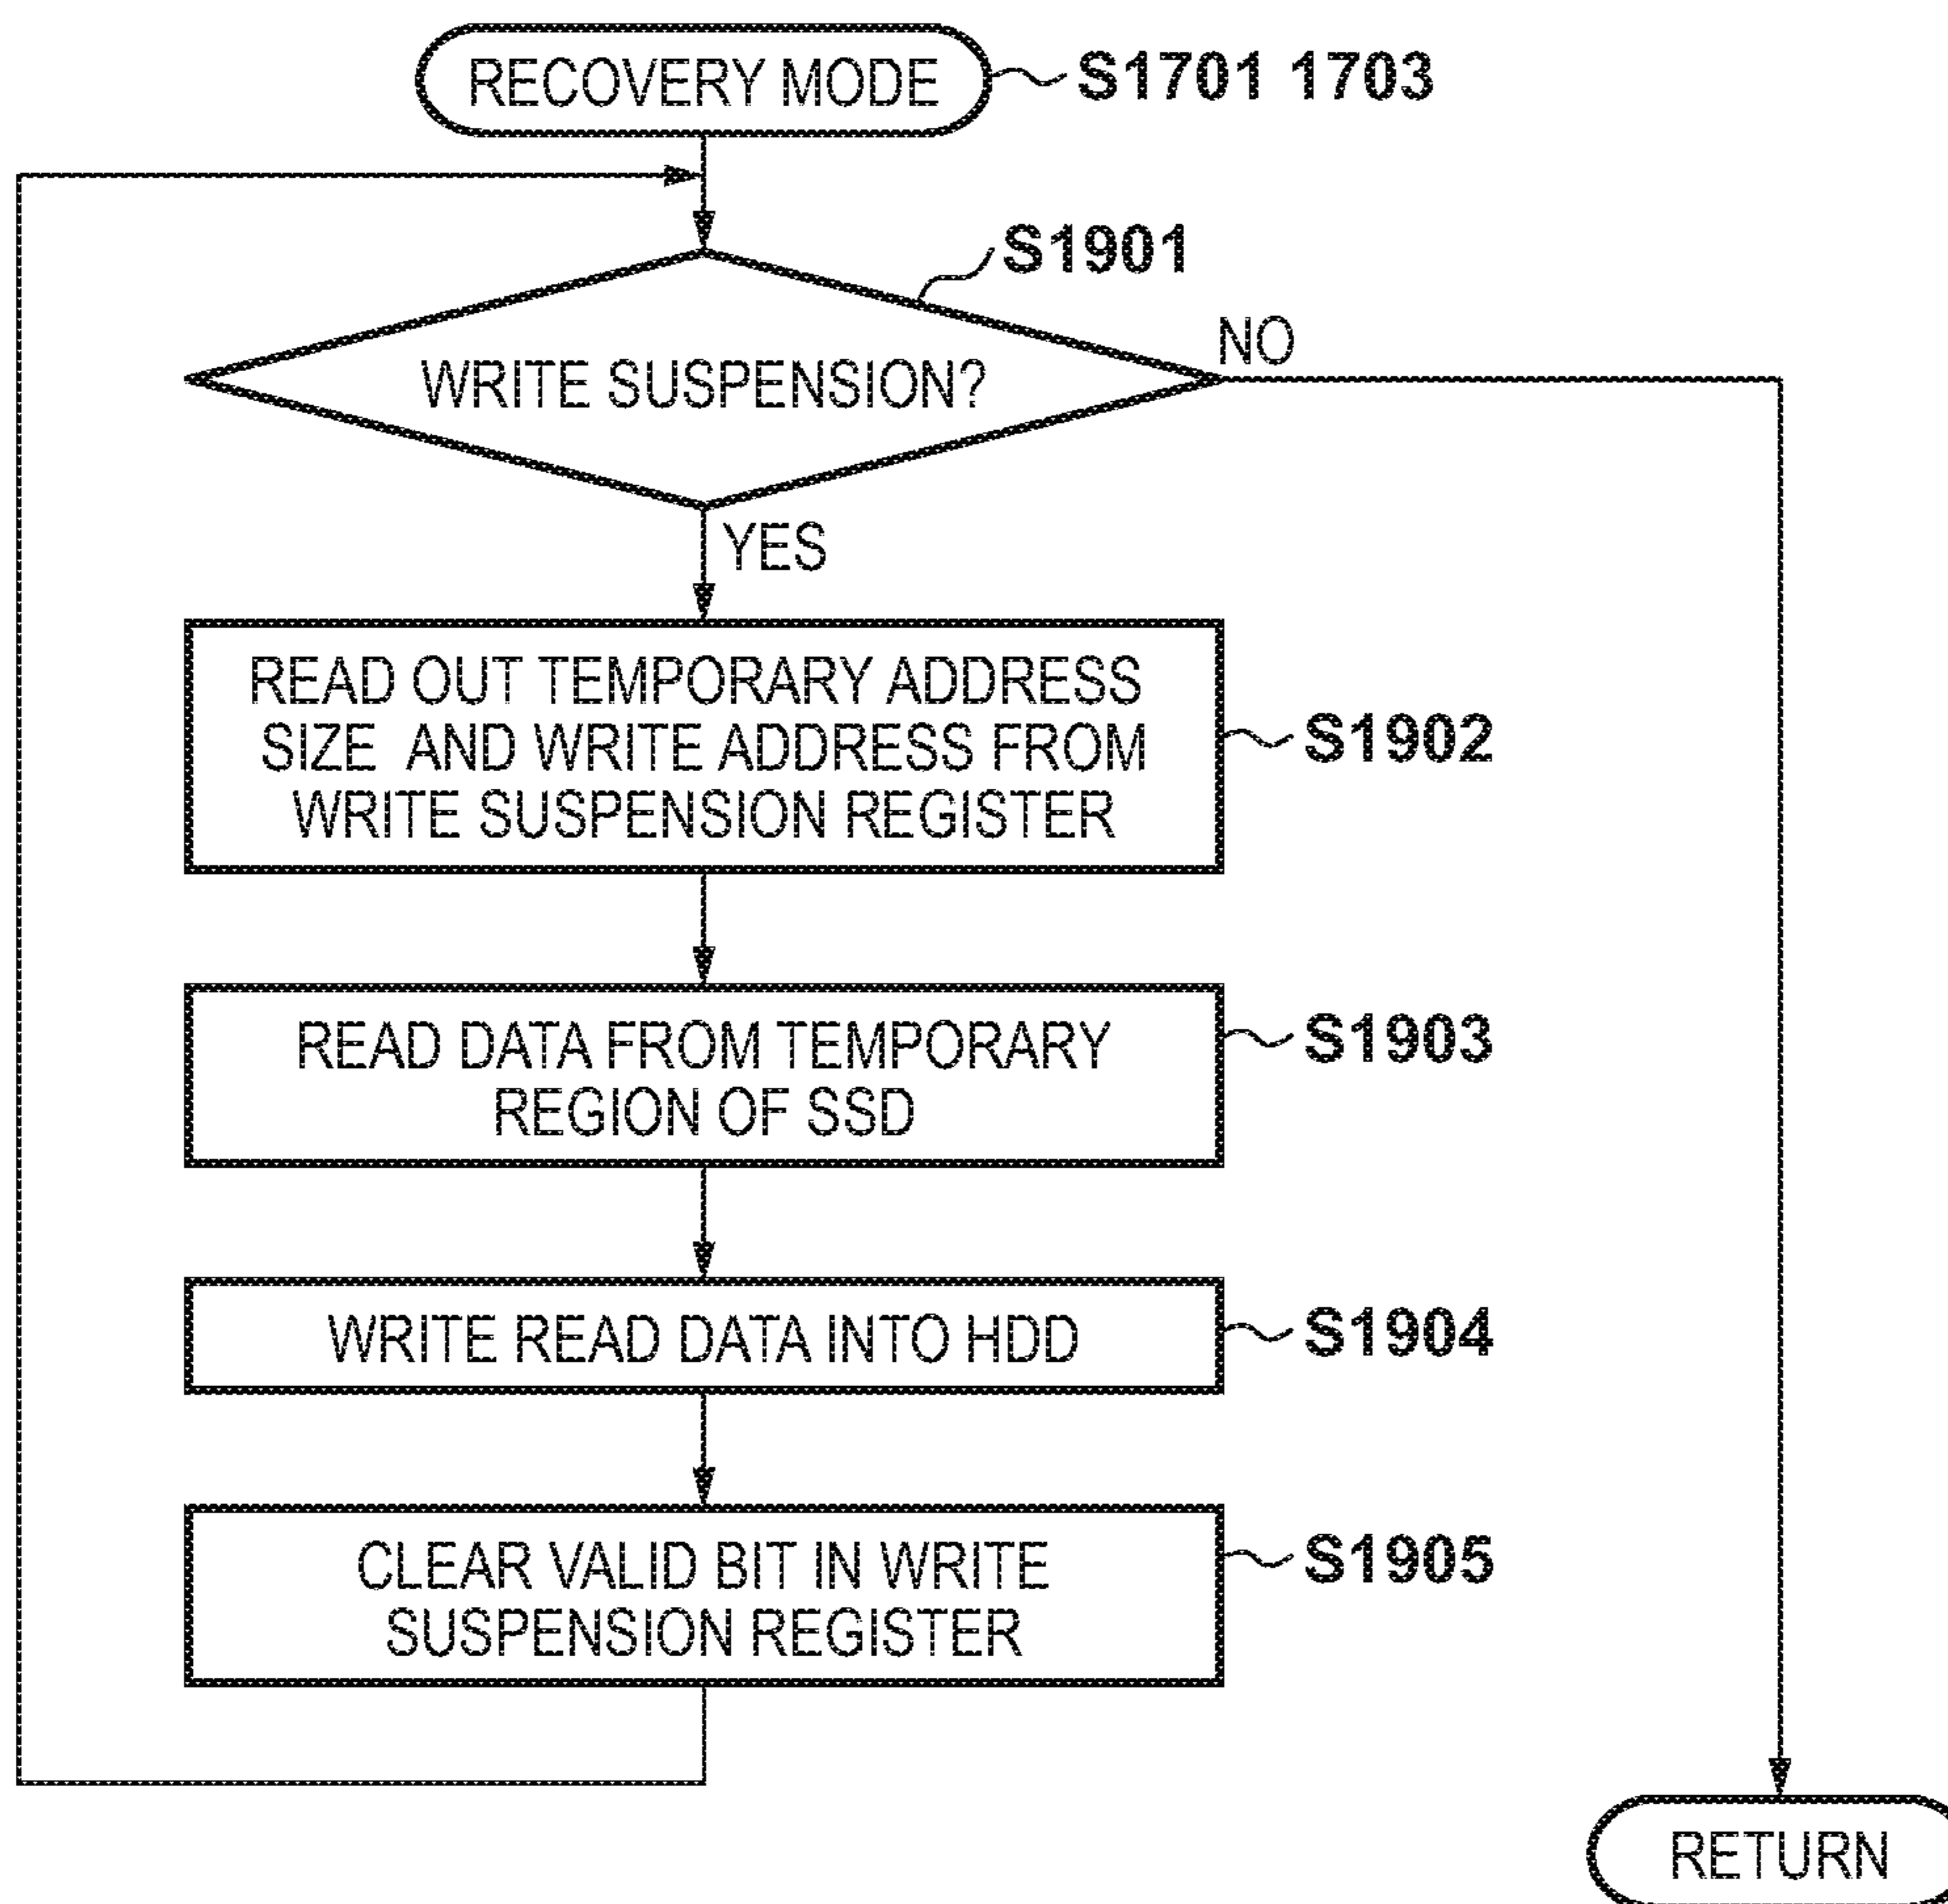 RECOVERY MODE
S1701 1703
S1901
NO
WRITE SUSPENSION?
YES
READ OUT TEMPORARY ADDRESS
SIZE AND WRITE ADDRESS FROM
WRITE SUSPENSION REGISTER
S1902
READ DATA FROM TEMPORARY
REGION OF SSD
S1903
WRITE READ DATA INTO HDD
S1904
CLEAR VALID BIT IN WRITE
SUSPENSION REGISTER
S1905
RETURN